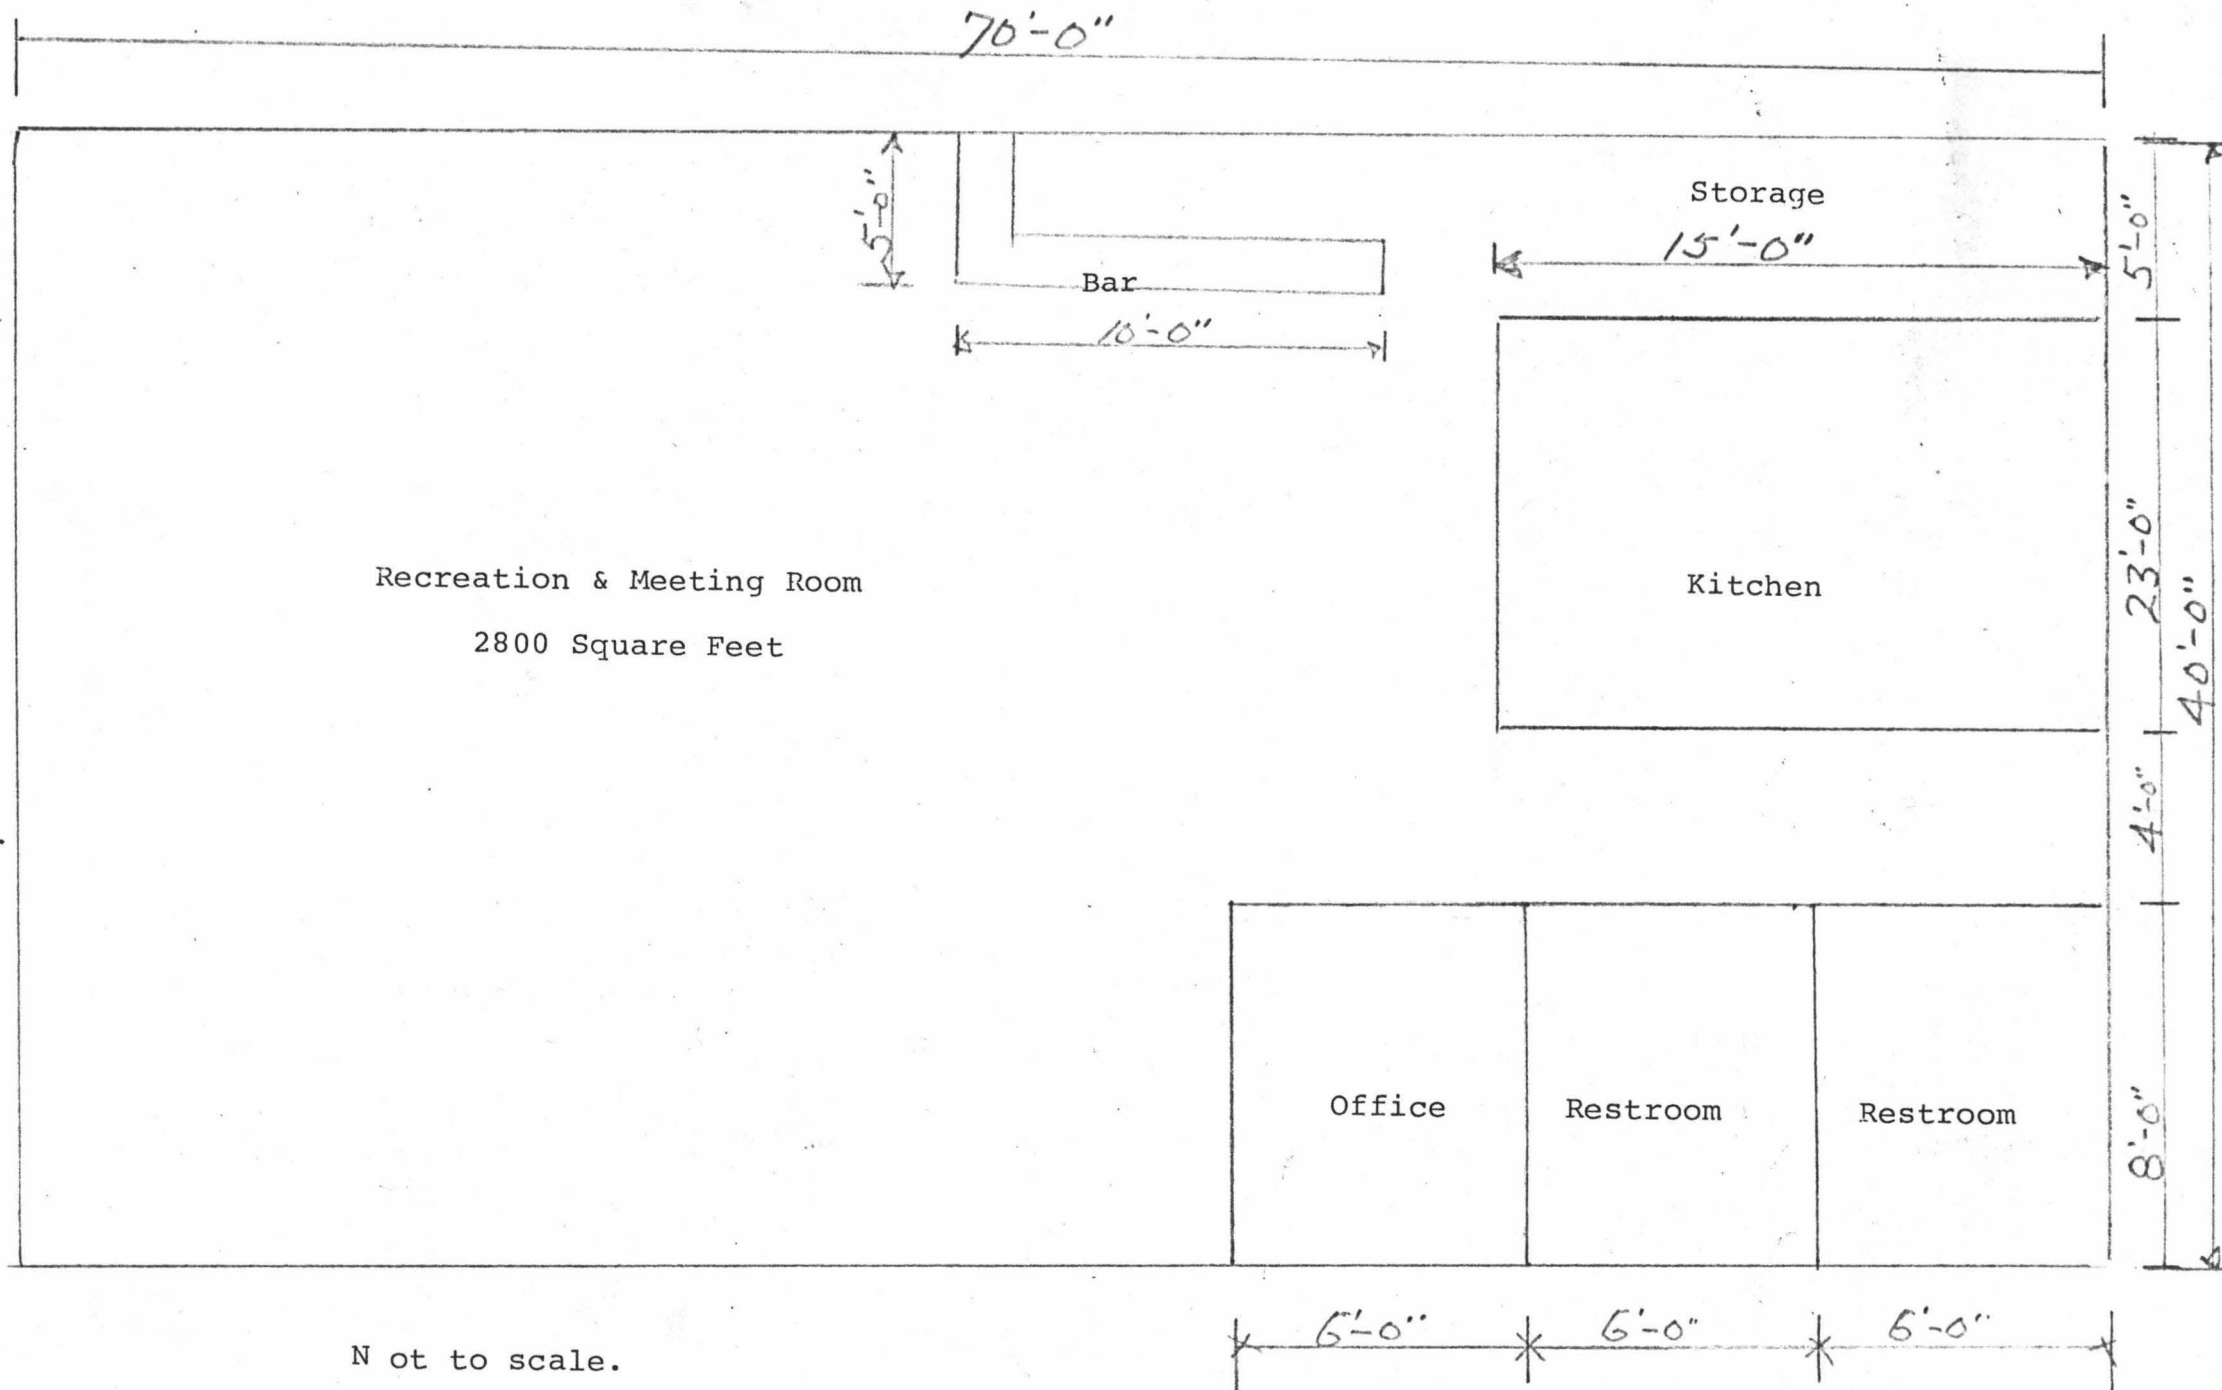 70'-0"
5'-0"
Storage
15'-0"
5'-0"
Bar
10'-0"
Recreation & Meeting Room
2800 Square Feet
Kitchen
23'-0"
40'-0"
4'-0"
Office
Restroom
Restroom
8'-0"
6'-0"
6'-0"
6'-0"
N ot to scale.